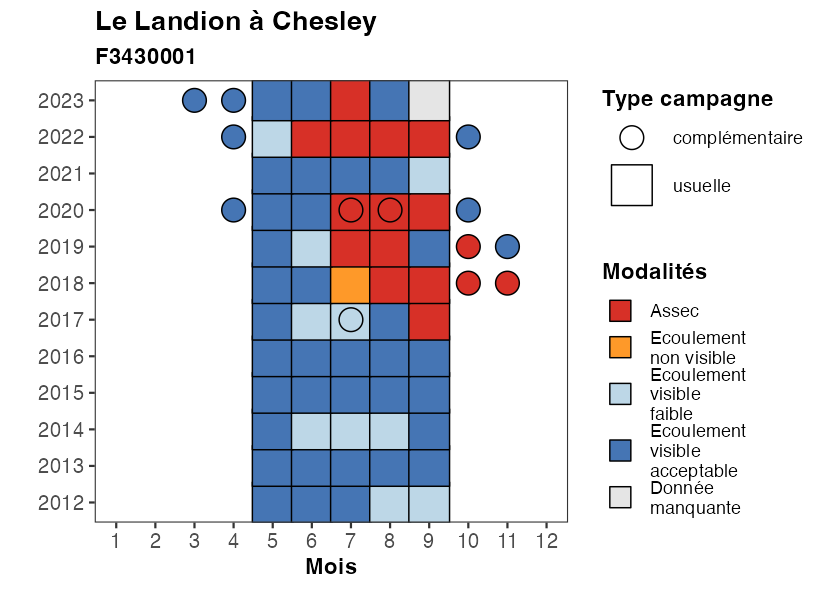 Le Landion à Chesley
F3430001
2023
2022
2021
2020
2019
2018
2017
2016
2015
2014
2013
2012
1 2 3 4 5 6 7 8 9 10 11 12
Mois
Type campagne
complémentaire
usuelle
Modalités
Assec
Ecoulement
non visible
Ecoulement
visible
faible
Ecoulement
visible
acceptable
Donnée
manquante